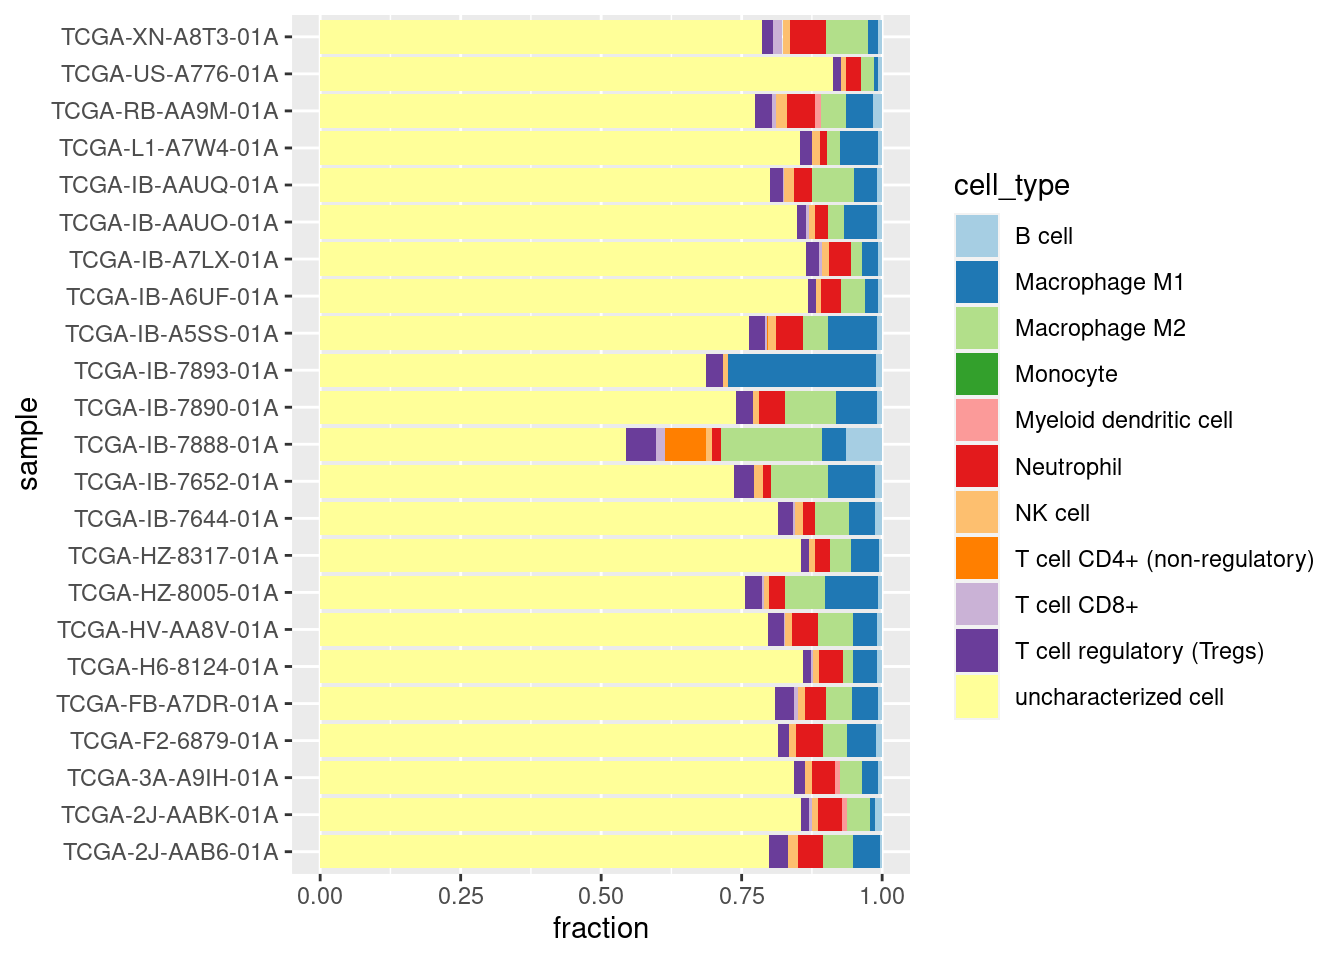 TCGA-XN-A8T3-01A
TCGA-US-A776-01A
TCGA-RB-AA9M-01A
TCGA-L1-A7W4-01A
TCGA-IB-AAUQ-01A
TCGA-IB-AAUO-01A
TCGA-IB-A7LX-01A
TCGA-IB-A6UF-01A
TCGA-IB-A5SS-01A
TCGA-IB-7893-01A
TCGA-IB-7890-01A
TCGA-IB-7888-01A
TCGA-IB-7652-01A
TCGA-IB-7644-01A
TCGA-HZ-8317-01A
TCGA-HZ-8005-01A
TCGA-HV-AA8V-01A
TCGA-H6-8124-01A
TCGA-FB-A7DR-01A
TCGA-F2-6879-01A
TCGA-3A-A9IH-01A
TCGA-2J-AABK-01A
TCGA-2J-AAB6-01A
sample
0.00 0.25 0.50 0.75 1.00
fraction
cell_type
B cell
Macrophage M1
Macrophage M2
Monocyte
Myeloid dendritic cell
Neutrophil
NK cell
T cell CD4+ (non-regulatory)
T cell CD8+
T cell regulatory (Tregs)
uncharacterized cell